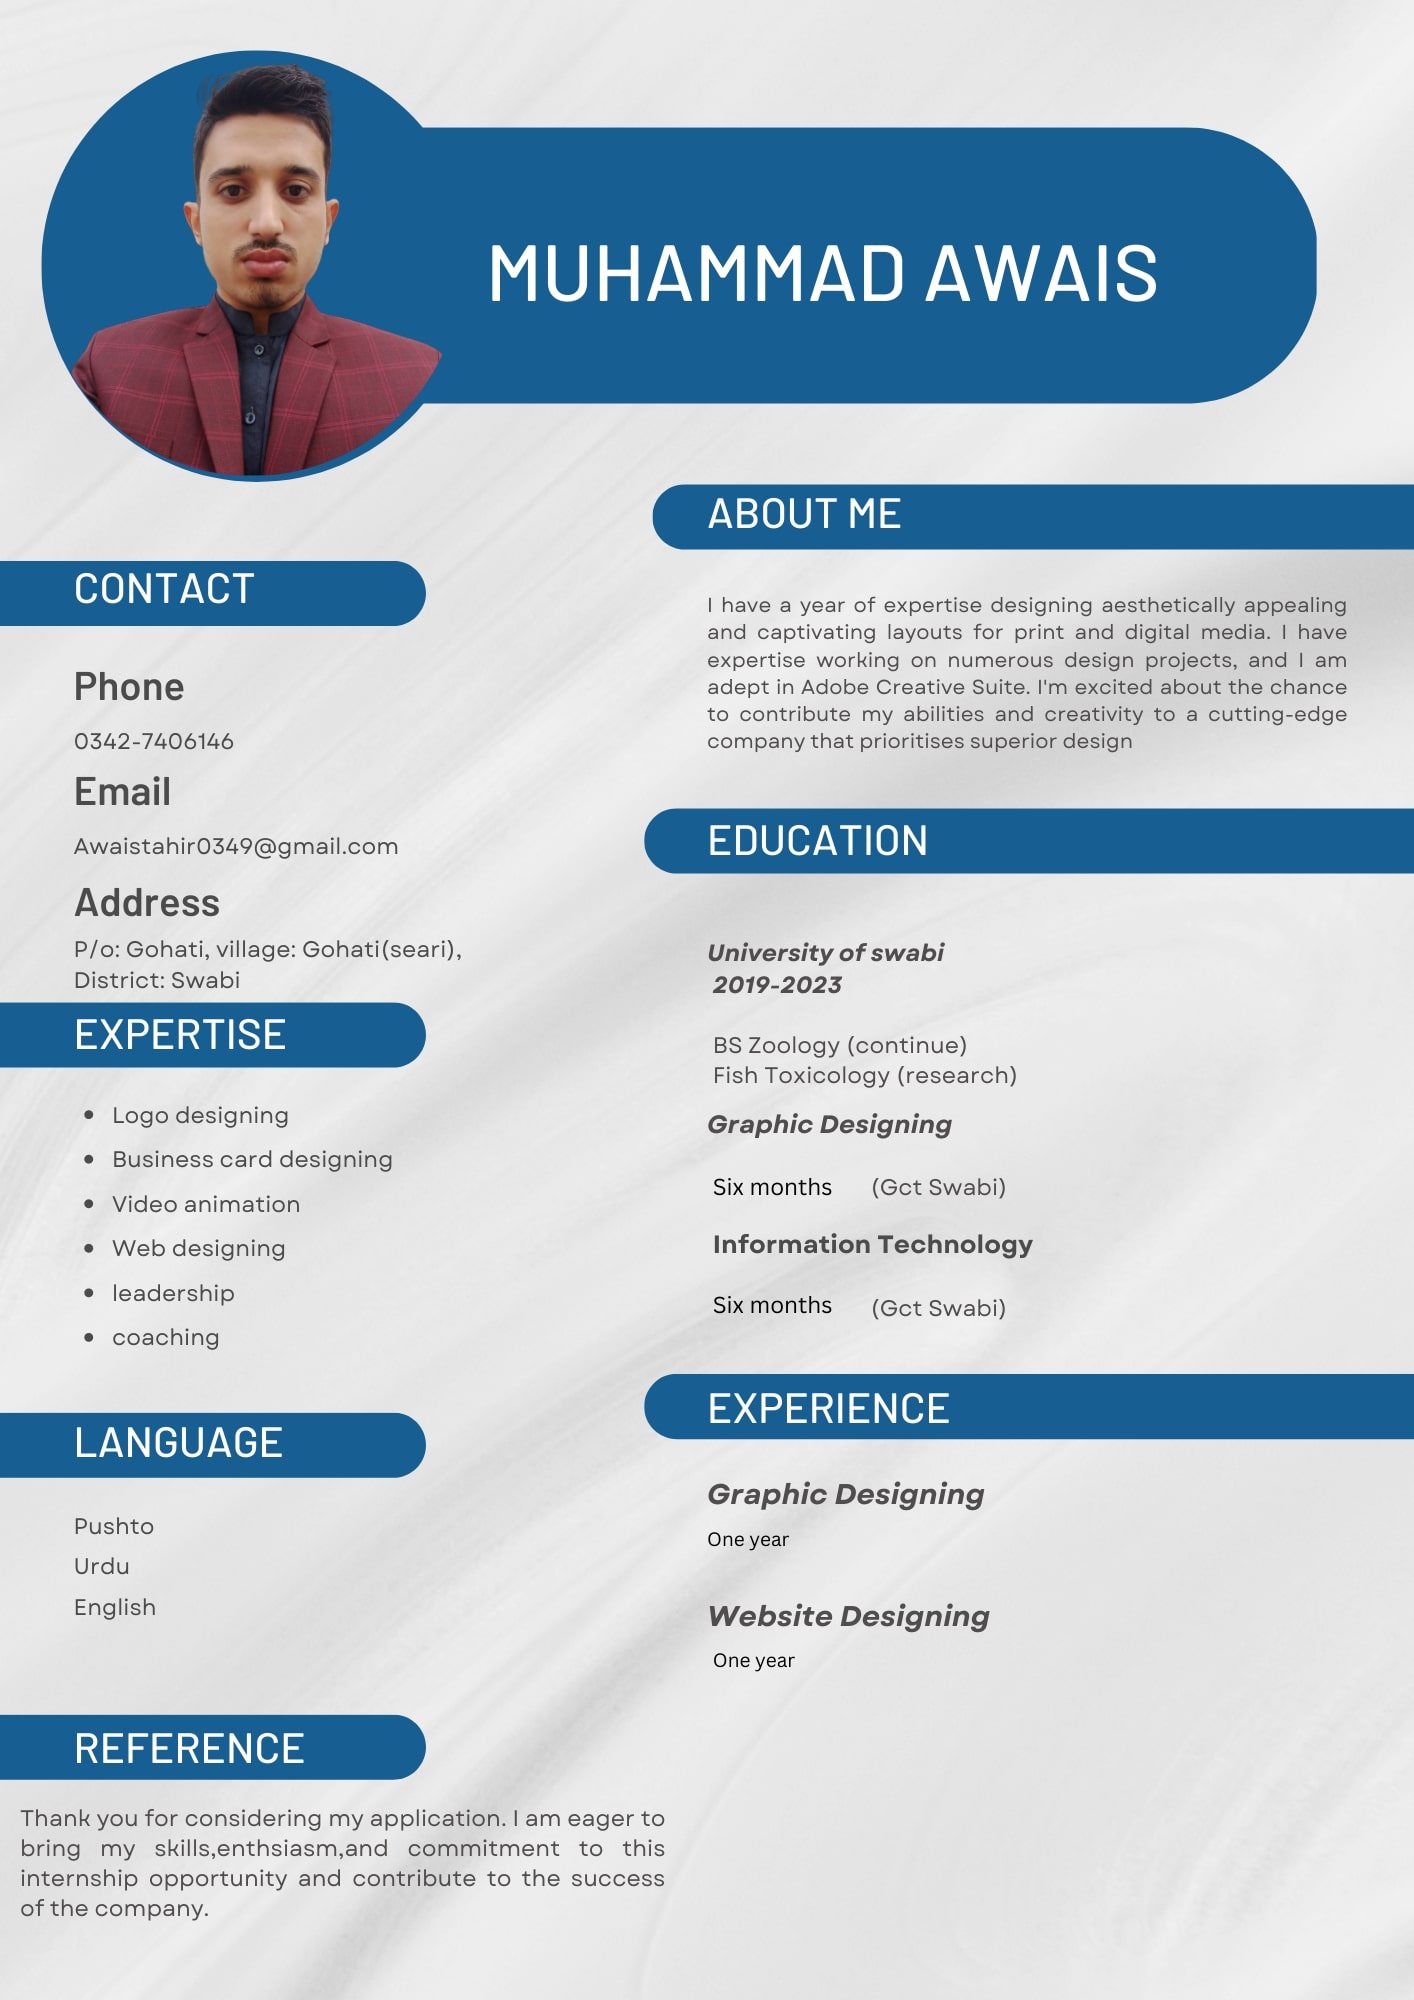 MUHAMMAD AWAIS
CONTACT
Phone
0342-7406146
Email
Awaistahir0349@gmail.com
Address
P/o: Gohati, village: Gohati(seari),
District: Swabi
EXPERTISE
• Logo designing
• Business card designing
• Video animation
• Web designing
• leadership
• coaching
LANGUAGE
Pushto
Urdu
English
REFERENCE
Thank you for considering my application. I am eager to
bring my skills,enthsiasm,and commitment to this
internship opportunity and contribute to the success
of the company.
ABOUT ME
I have a year of expertise designing aesthetically appealing
and captivating layouts for print and digital media. I have
expertise working on numerous design projects, and I am
adept in Adobe Creative Suite. I'm excited about the chance
to contribute my abilities and creativity to a cutting-edge
company that prioritises superior design
EDUCATION
University of swabi
2019-2023
BS Zoology (continue)
Fish Toxicology (research)
Graphic Designing
Six months (Gct Swabi)
Information Technology
Six months (Gct Swabi)
EXPERIENCE
Graphic Designing
One year
Website Designing
One year